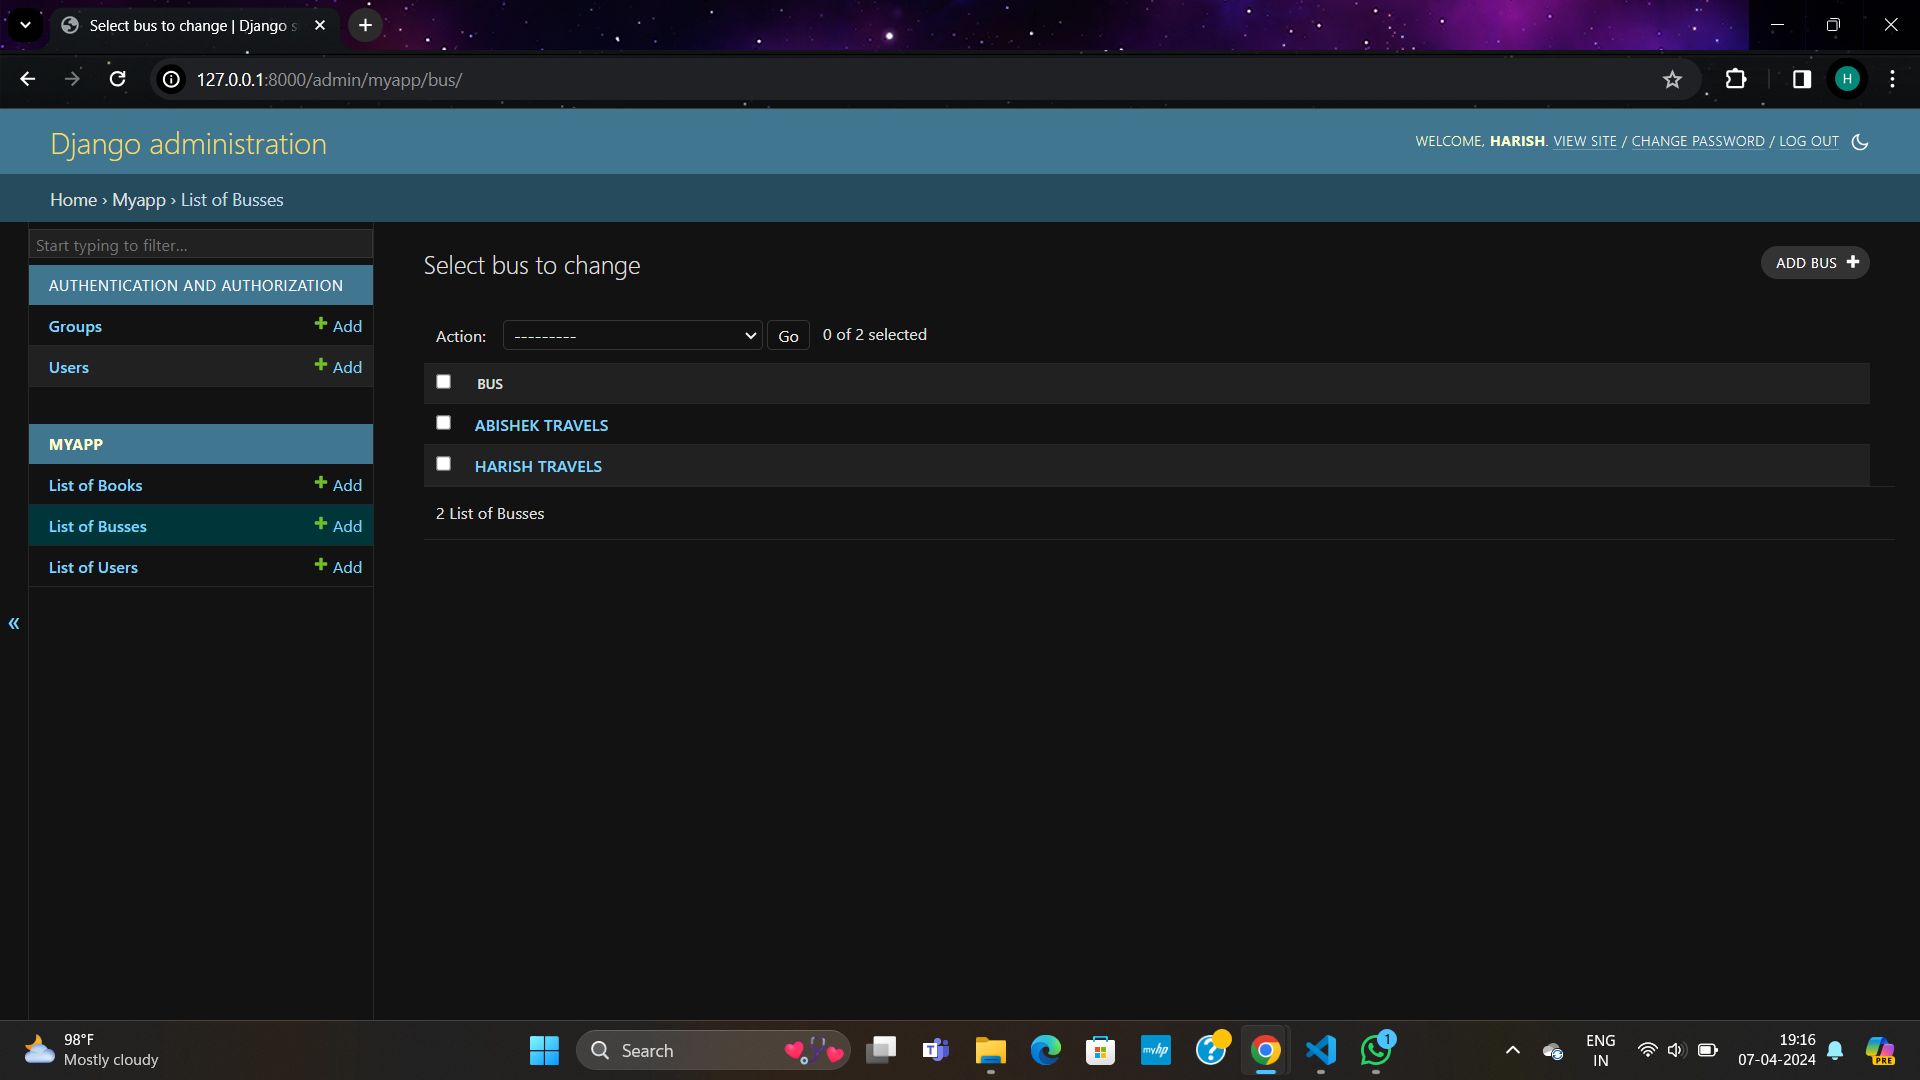 Select bus to change | Django s
127.0.0.1:8000/admin/myapp/bus/
H
Django administration
WELCOME, HARISH. VIEW SITE / CHANGE PASSWORD / LOG OUT
Home › Myapp › List of Busses
Start typing to filter...
AUTHENTICATION AND AUTHORIZATION
Groups
Add
Users
Add
MYAPP
List of Books
Add
List of Busses
Add
List of Users
Add
«
Select bus to change
ADD BUS
Action:
---------
Go
0 of 2 selected
BUS
ABISHEK TRAVELS
HARISH TRAVELS
2 List of Busses
98°F
Mostly cloudy
Search
T
myhp
?
1
ENG
IN
19:16
07-04-2024
PRE